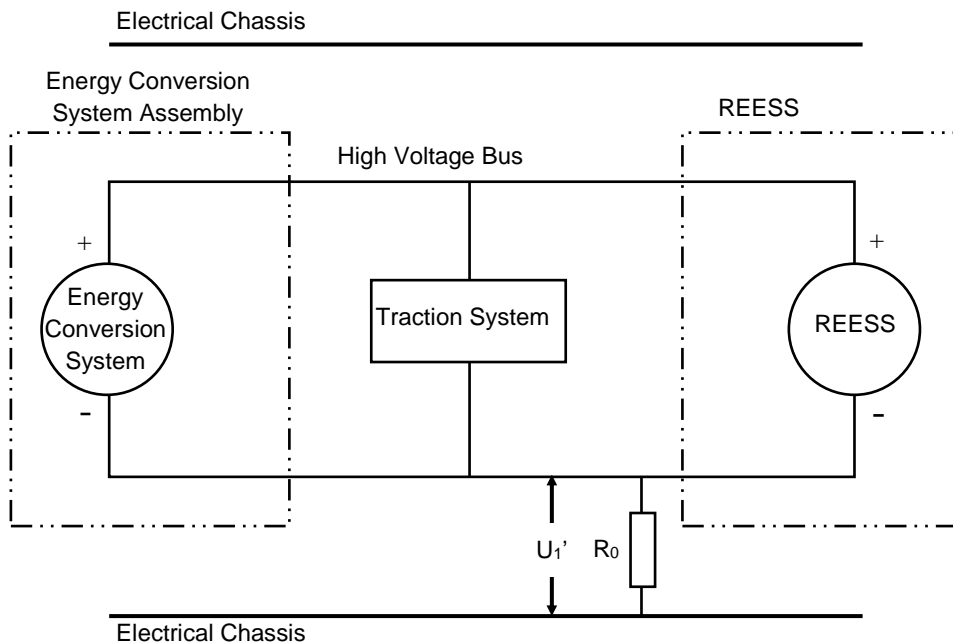 Electrical Chassis
Energy Conversion
System Assembly
REESS
High Voltage Bus
+
+
Energy
Conversion
System
Traction System
REESS
-
-
U₁’
R₀
Electrical Chassis